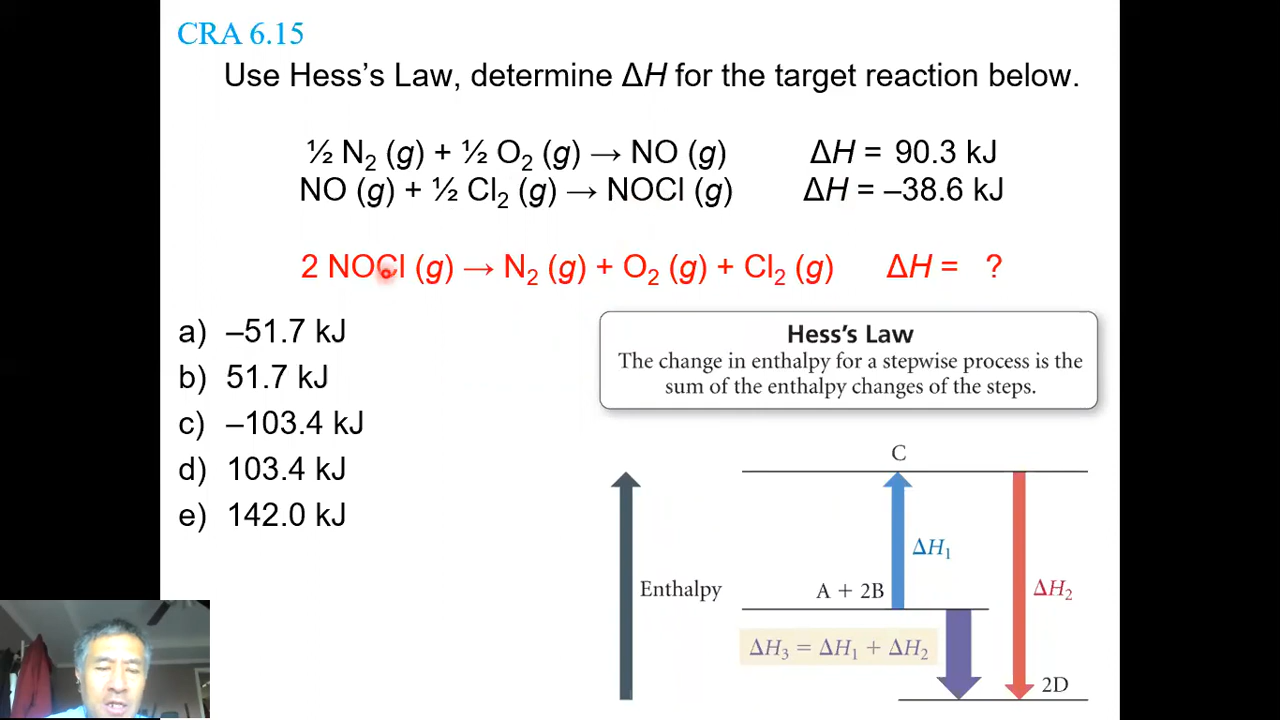 CRA 6.15
Use Hess’s Law, determine ΔH for the target reaction below.
½ N₂ (g) + ½ O₂ (g) → NO (g) ΔH = 90.3 kJ
NO (g) + ½ Cl₂ (g) → NOCl (g) ΔH = –38.6 kJ
2 NOCl (g) → N₂ (g) + O₂ (g) + Cl₂ (g) ΔH = ?
a) –51.7 kJ
b) 51.7 kJ
c) –103.4 kJ
d) 103.4 kJ
e) 142.0 kJ
Hess’s Law
The change in enthalpy for a stepwise process is the
sum of the enthalpy changes of the steps.
C
ΔH₁
Enthalpy
A + 2B
ΔH₂
ΔH₃ = ΔH₁ + ΔH₂
2D